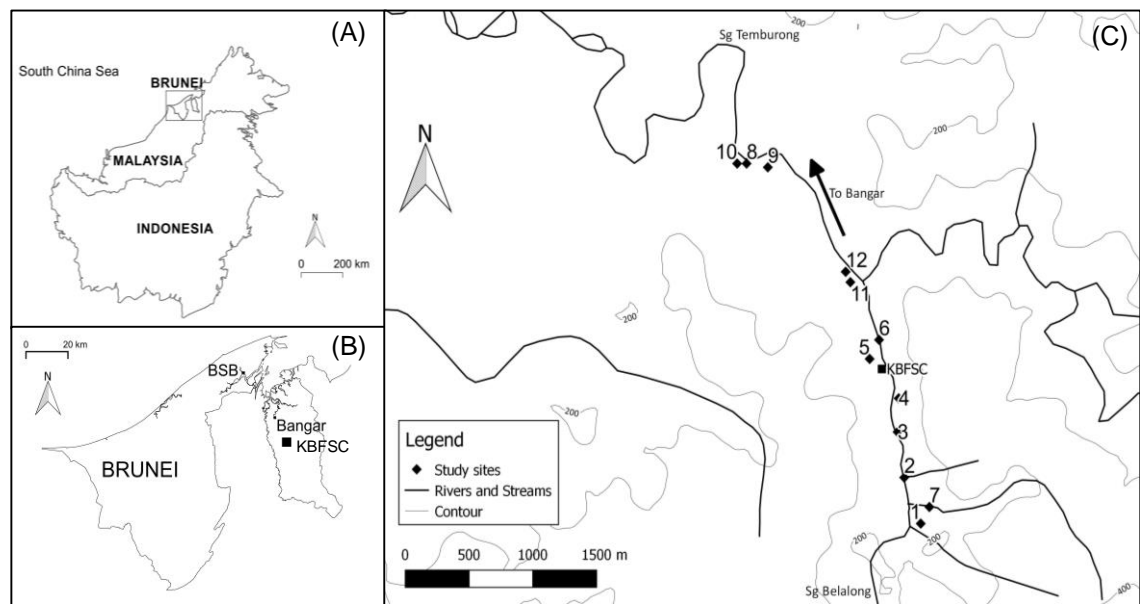 (A)
South China Sea
BRUNEI
MALAYSIA
INDONESIA
N
0 200 km
(B)
0 20 km
N
BSB
Bangar
KBFSC
BRUNEI
(C)
200
Sg Temburong
200
N
10 8 9
To Bangar
12
11
200
6
5
KBFSC
4
3
200
2
7
1
200
200
Sg Belalong
400
Legend
Study sites
Rivers and Streams
Contour
0 500 1000 1500 m